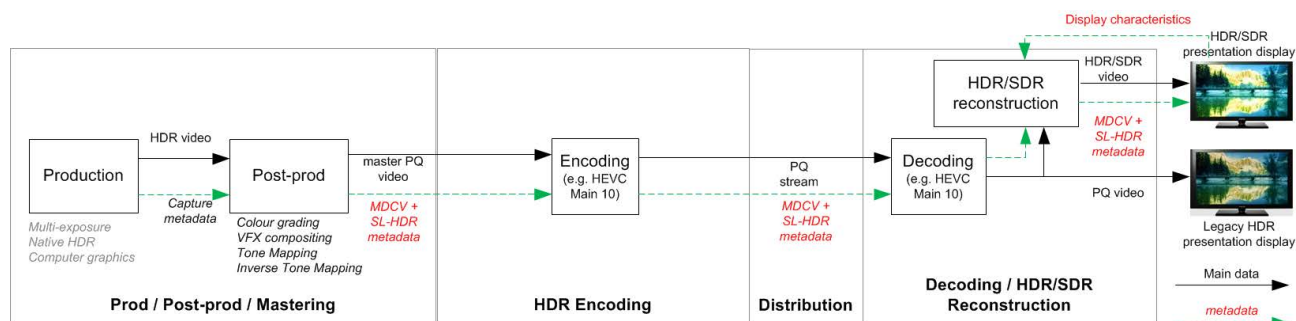 Display characteristics
HDR/SDR
presentation display
HDR/SDR
video
HDR/SDR
reconstruction
MDCV +
SL-HDR
metadata
HDR video
Production
Capture
metadata
Post-prod
master PQ
video
MDCV +
SL-HDR
metadata
Encoding
(e.g. HEVC
Main 10)
PQ
stream
MDCV +
SL-HDR
metadata
Decoding
(e.g. HEVC
Main 10)
PQ video
Legacy HDR
presentation display
Multi-exposure
Native HDR
Computer graphics
Colour grading
VFX compositing
Tone Mapping
Inverse Tone Mapping
Prod / Post-prod / Mastering
HDR Encoding
Distribution
Decoding / HDR/SDR
Reconstruction
Main data
metadata